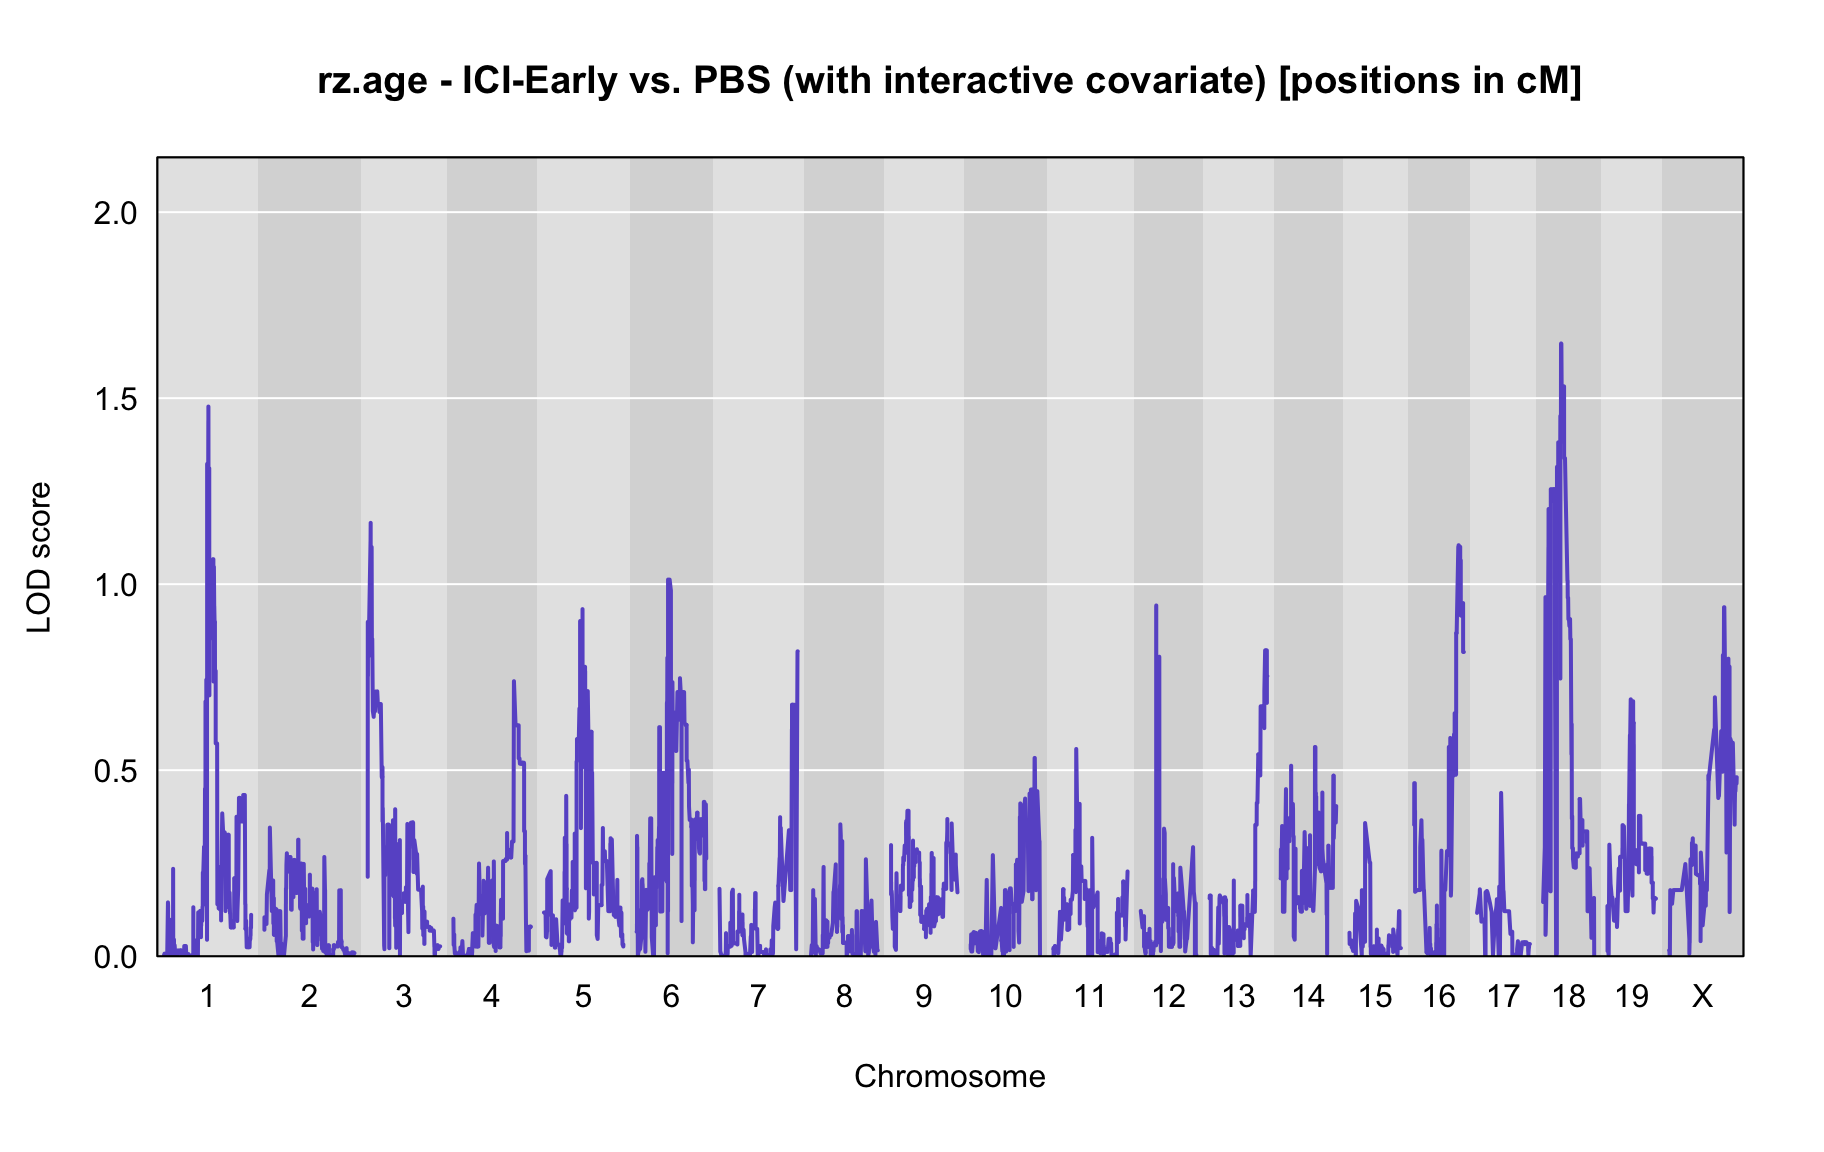 rz.age - ICI-Early vs. PBS (with interactive covariate) [positions in cM]
2.0
1.5
1.0
0.5
0.0
LOD score
1 2 3 4 5 6 7 8 9 10 11 12 13 14 15 16 17 18 19 X
Chromosome